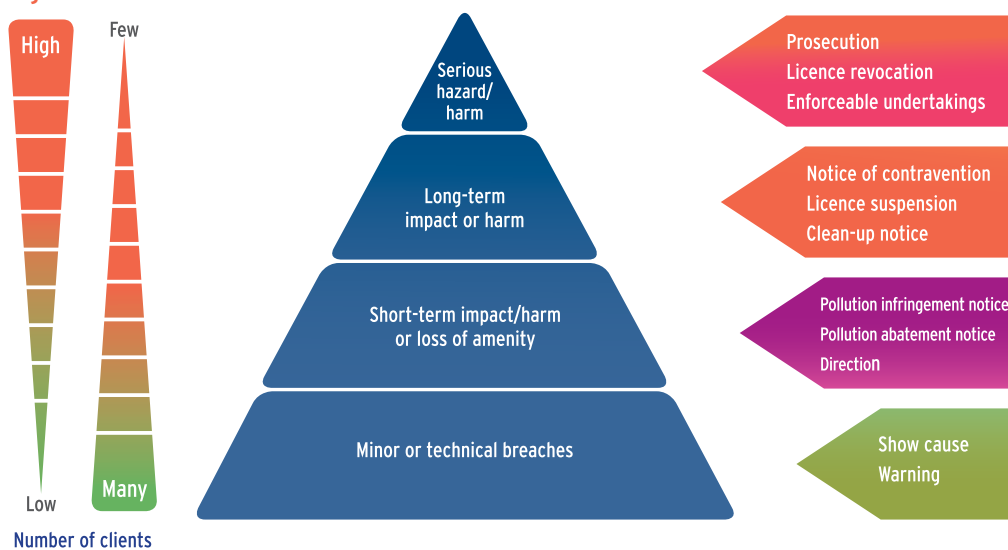 High
Few
Serious
hazard/
harm
Prosecution
Licence revocation
Enforceable undertakings
Long-term
impact or harm
Notice of contravention
Licence suspension
Clean-up notice
Short-term impact/harm
or loss of amenity
Pollution infringement notice
Pollution abatement notice
Direction
Minor or technical breaches
Show cause
Warning
Low
Many
Number of clients